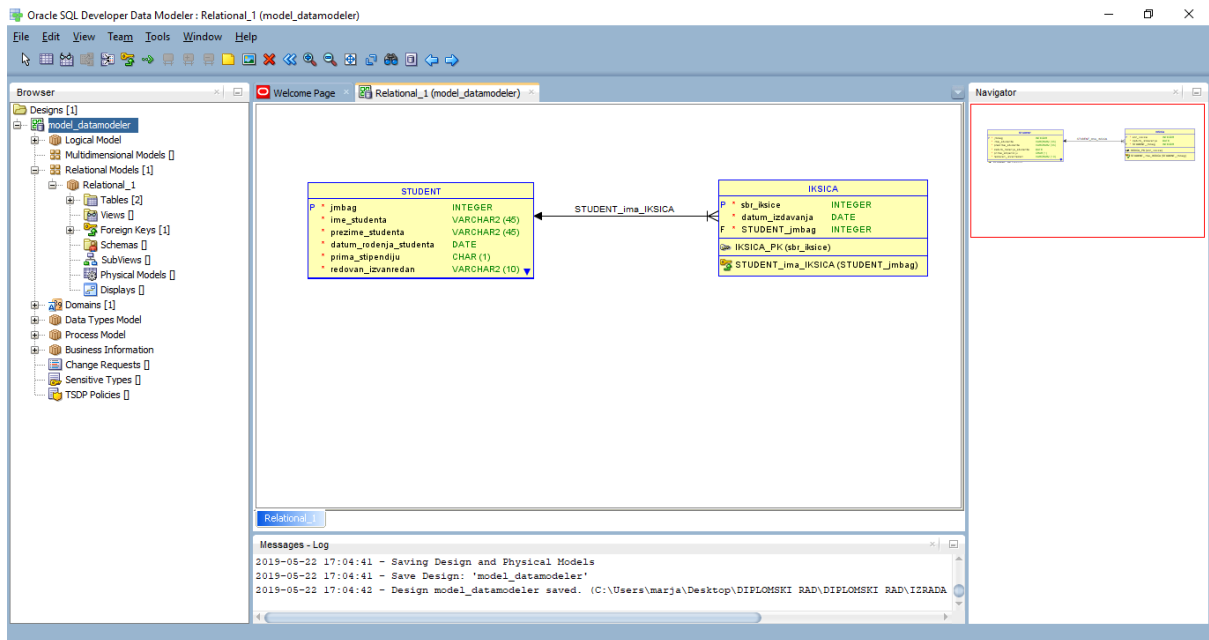 Oracle SQL Developer Data Modeler : Relational_1 (model_datamodeler)
File Edit View Team Tools Window Help
Browser
Designs [1]
model_datamodeler
Logical Model
Multidimensional Models []
Relational Models [1]
Relational_1
Tables [2]
Views []
Foreign Keys [1]
Schemas []
SubViews []
Physical Models []
Displays []
Domains [1]
Data Types Model
Process Model
Business Information
Change Requests []
Sensitive Types []
TSDP Policies []
Welcome Page
Relational_1 (model_datamodeler)
STUDENT
P * jmbag INTEGER
* ime_studenta VARCHAR2 (45)
* prezime_studenta VARCHAR2 (45)
* datum_rodenja_studenta DATE
* prima_stipendiju CHAR (1)
* redovan_izvanredan VARCHAR2 (10)
STUDENT_ima_IKSICA
IKSICA
P * sbr_iksice INTEGER
* datum_izdavanja DATE
F * STUDENT_jmbag INTEGER
IKSICA_PK (sbr_iksice)
STUDENT_ima_IKSICA (STUDENT_jmbag)
Relational_1
Messages - Log
2019-05-22 17:04:41 - Saving Design and Physical Models
2019-05-22 17:04:41 - Save Design: 'model_datamodeler'
2019-05-22 17:04:42 - Design model_datamodeler saved. (C:\Users\marja\Desktop\DIPLOMSKI RAD\DIPLOMSKI RAD\IZRADA
Navigator